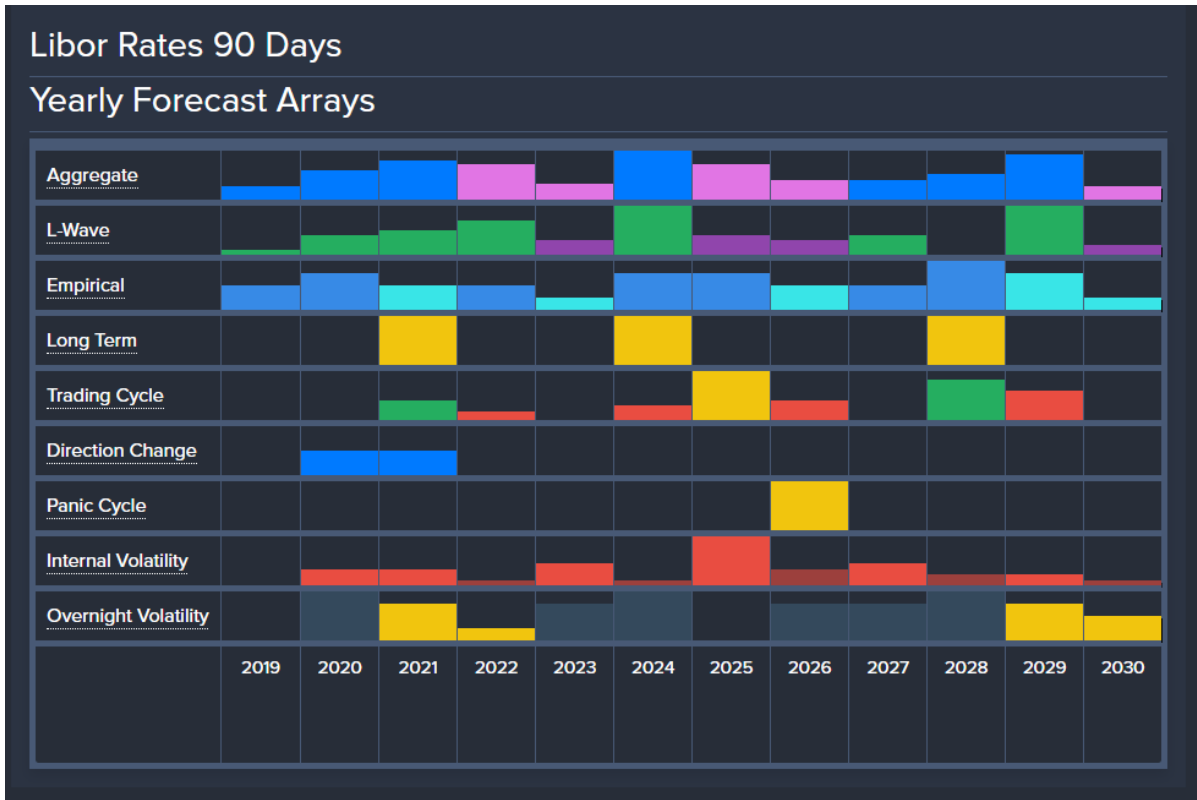 Libor Rates 90 Days
Yearly Forecast Arrays
Aggregate
L-Wave
Empirical
Long Term
Trading Cycle
Direction Change
Panic Cycle
Internal Volatility
Overnight Volatility
2019 2020 2021 2022 2023 2024 2025 2026 2027 2028 2029 2030